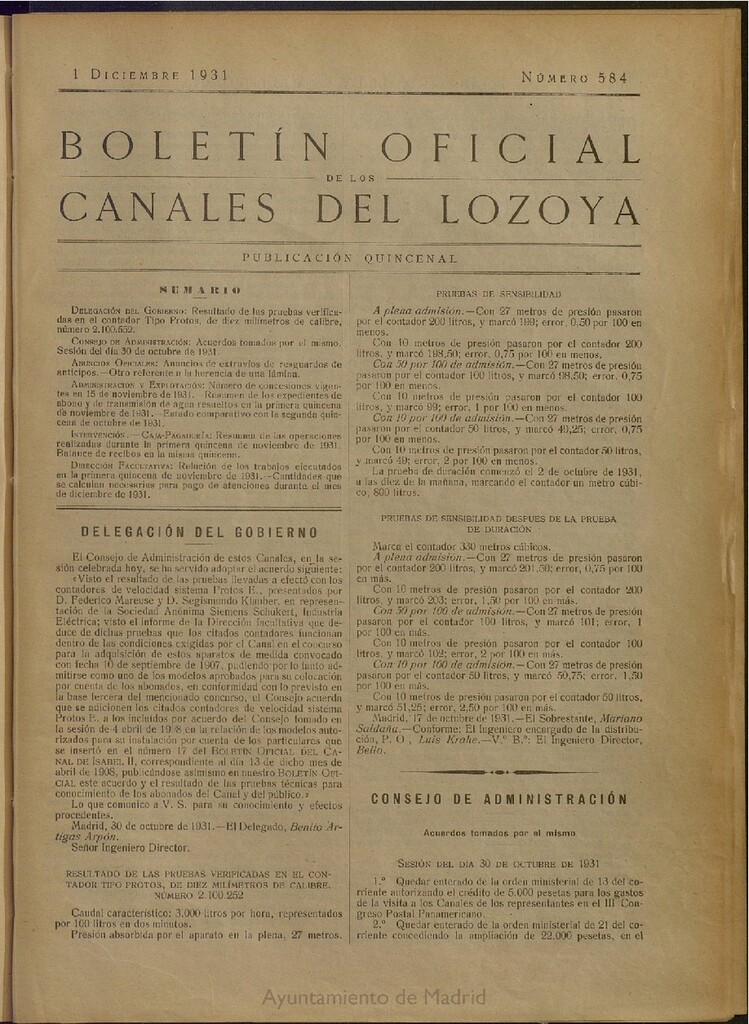 1 DICIEMBRE 1931
NÚMERO 584
BOLETÍN OFICIAL
DE LOS
CANALES DEL LOZOYA
PUBLICACIÓN QUINCENAL
SUMARIO
DELEGACIÓN DEL GOBIERNO: Resultado de las pruebas verifica-
das en el contador Tipo Protos, de diez milímetros de calibre,
número 2.100.552.
CONSEJO DE ADMINISTRACIÓN: Acuerdos tomados por el mismo.
Sesión del día 30 de octubre de 1931.
ANUNCIOS OFICIALES: Anuncios de extravíos de resguardos de
anticipos.—Otro referente a la herencia de una lámina.
ADMINISTRACIÓN Y EXPLOTACIÓN: Número de concesiones vigen-
tes en 15 de noviembre de 1931.—Resumen de los expedientes de
abono y de transmisión de agua resueltos en la primera quincena
de noviembre de 1931.—Estado comparativo con la segunda quin-
cena de octubre de 1931.
INTERVENCIÓN.—CAJA-PAGADURÍA: Resumen de las operaciones
realizadas durante la primera quincena de noviembre de 1931.
Balance de recibos en la misma quincena.
DIRECCIÓN FACULTATIVA: Relación de los trabajos ejecutados
en la primera quincena de noviembre de 1931.—Cantidades que
se calculan necesarias para pago de atenciones durante el mes
de diciembre de 1931.
DELEGACIÓN DEL GOBIERNO
El Consejo de Administración de estos Canales, en la se-
sión celebrada hoy, se ha servido adoptar el acuerdo siguiente:
«Visto el resultado de las pruebas llevadas a efecto con los
contadores de velocidad sistema Protos E., presentados por
D. Federico Mareuse y D. Segismundo Klauber, en represen-
tación de la Sociedad Anónima Siemens Schukert, Industria
Eléctrica; visto el informe de la Dirección facultativa que de-
duce de dichas pruebas que los citados contadores funcionan
dentro de las condiciones exigidas por el Canal en el concurso
para la adquisición de estos aparatos de medida convocado
con fecha 10 de septiembre de 1907, pudiendo por lo tanto ad-
mitirse como uno de los modelos aprobados para su colocación
por cuenta de los abonados, en conformidad con lo previsto en
la base tercera del mencionado concurso, el Consejo acuerda
que se adicionen los citados contadores de velocidad sistema
Protos E. a los incluídos por acuerdo del Consejo tomado en
la sesión de 4 abril de 1908 en la relación de los modelos auto-
rizados para su instalación por cuenta de los particulares que
se insertó en el número 17 del BOLETÍN OFICIAL DEL CA-
NAL DE ISABEL II, correspondiente al día 13 de dicho mes de
abril de 1908, publicándose asimismo en nuestro BOLETÍN OFI-
CIAL este acuerdo y el resultado de las pruebas técnicas para
conocimiento de los abonados del Canal y del público.»
Lo que comunico a V. S. para su conocimiento y efectos
procedentes.
Madrid, 30 de octubre de 1931.—El Delegado, Benito Ar-
tigas Arpón.
Señor Ingeniero Director.
RESULTADO DE LAS PRUEBAS VERIFICADAS EN EL CON-
TADOR TIPO PROTOS, DE DIEZ MILÍMETROS DE CALIBRE,
NÚMERO 2.100.252
Caudal característico: 3.000 litros por hora, representados
por 100 litros en dos minutos.
Presión absorbida por el aparato en la plena, 27 metros.
PRUEBAS DE SENSIBILIDAD
A plena admisión.—Con 27 metros de presión pasaron
por el contador 200 litros, y marcó 199; error, 0,50 por 100 en
menos.
Con 10 metros de presión pasaron por el contador 200
litros, y marcó 198,50; error, 0,75 por 100 en menos.
Con 50 por 100 de admisión.—Con 27 metros de presión
pasaron por el contador 100 litros, y marcó 98,50; error, 0,75
por 100 en menos.
Con 10 metros de presión pasaron por el contador 100
litros, y marcó 99; error, 1 por 100 en menos.
Con 10 por 100 de admisión.—Con 27 metros de presión
pasaron por el contador 50 litros, y marcó 49,25; error, 0,75
por 100 en menos.
Con 10 metros de presión pasaron por el contador 50 litros,
y marcó 49; error, 2 por 100 en menos.
La prueba de duración comenzó el 2 de octubre de 1931,
a las diez de la mañana, marcando el contador un metro cúbi-
co, 800 litros.
PRUEBAS DE SENSIBILIDAD DESPUES DE LA PRUEBA
DE DURACIÓN
Marca el contador 330 metros cúbicos.
A plena admisión.—Con 27 metros de presión pasaron
por el contador 200 litros, y marcó 201,50; error, 0,75 por 100
en más.
Con 10 metros de presión pasaron por el contador 200
litros, y marcó 203; error, 1,50 por 100 en más.
Con 50 por 100 de admisión.—Con 27 metros de presión
pasaron por el contador 100 litros, y marcó 101; error, 1
por 100 en más.
Con 10 metros de presión pasaron por el contador 100
litros, y marcó 102; error, 2 por 100 en más.
Con 10 por 100 de admisión.—Con 27 metros de presión
pasaron por el contador 50 litros, y marcó 50,75; error, 1,50
por 100 en más.
Con 10 metros de presión pasaron por el contador 50 litros,
y marcó 51,25; error, 2,50 por 100 en más.
Madrid, 17 de octubre de 1931.—El Sobrestante, Mariano
Saldaña.—Conforme: El Ingeniero encargado de la distribu-
ción, P. O., Luis Krahe.—V.º B.º: El Ingeniero Director,
Bello.
CONSEJO DE ADMINISTRACIÓN
Acuerdos tomados por el mismo
SESIÓN DEL DÍA 30 DE OCTUBRE DE 1931
1.º Quedar enterado de la orden ministerial de 13 del co-
rriente autorizando el crédito de 5.000 pesetas para los gastos
de la visita a los Canales de los representantes en el III Con-
greso Postal Panamericano.
2.º Quedar enterado de la orden ministerial de 21 del co-
rriente concediendo la ampliación de 22.000 pesetas, en el
Ayuntamiento de Madrid